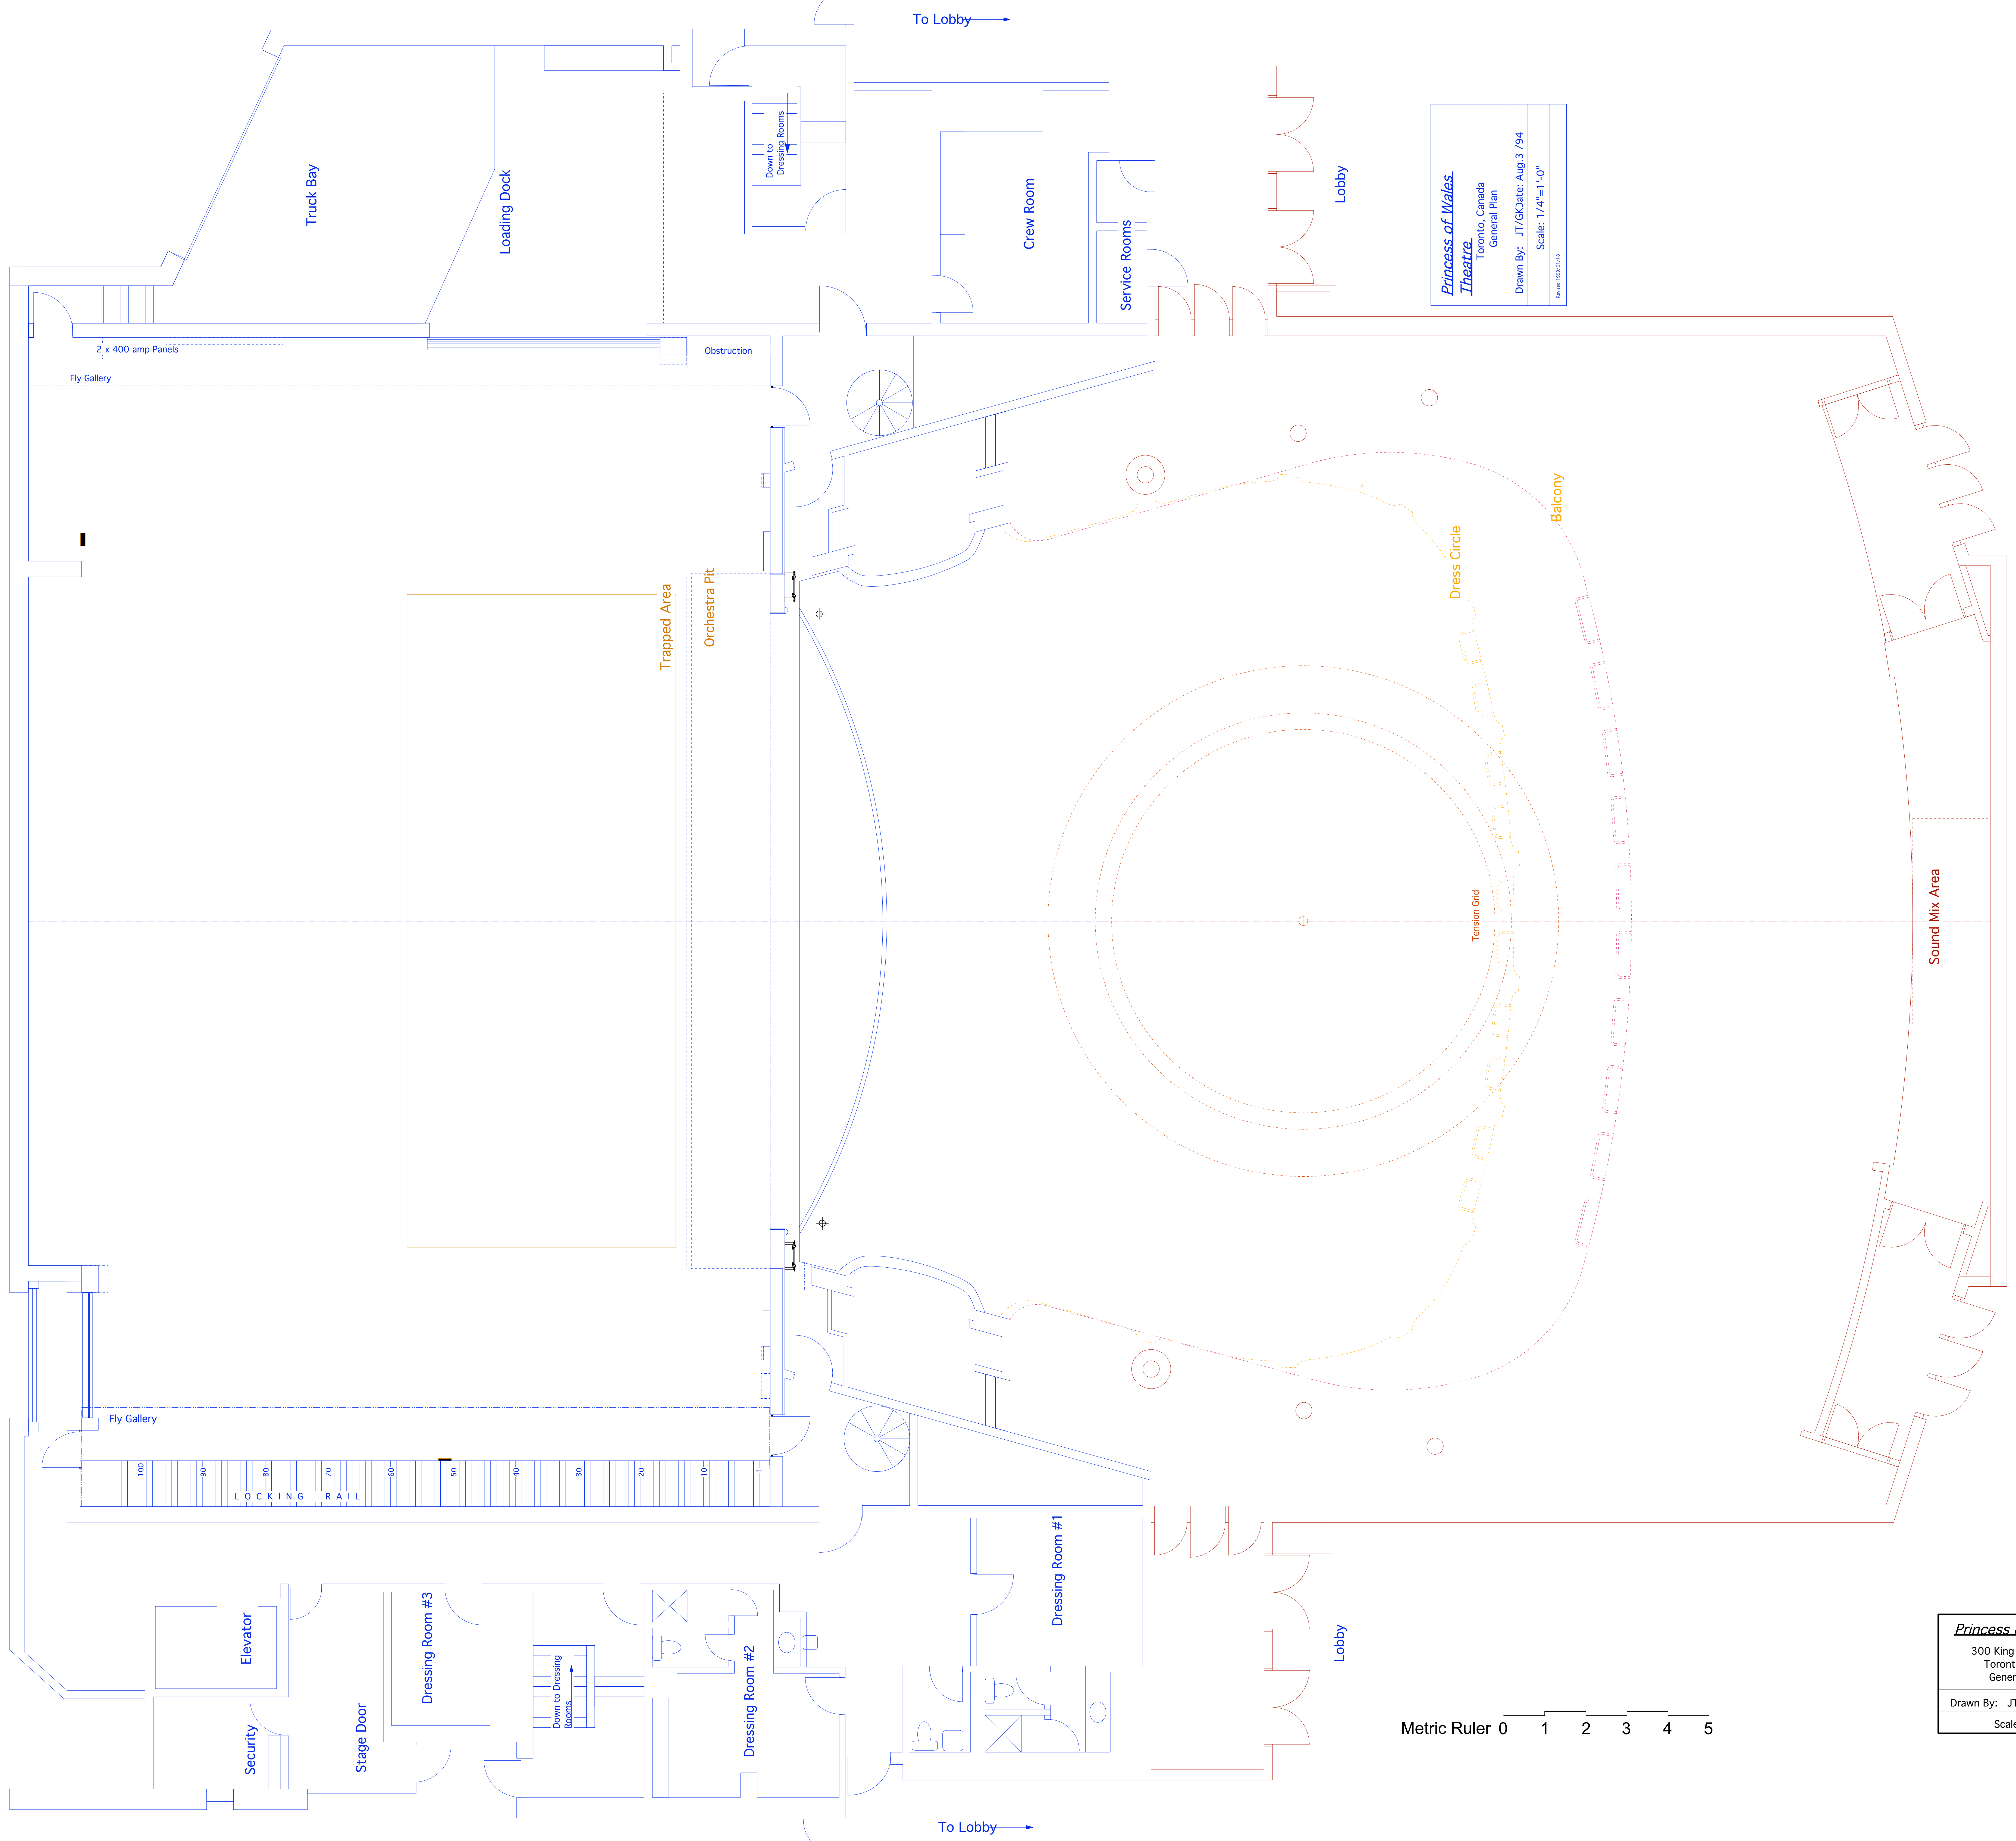 To Lobby
Down to
Dressing Rooms
Truck Bay
Loading Dock
Crew Room
Service Rooms
Lobby
Princess of Wales
Theatre
Toronto, Canada
General Plan
Drawn By: JT/GK
Date: Aug.3 /94
Scale: 1/4"=1'-0"
Revised 1999/01/18
2 x 400 amp Panels
Obstruction
Fly Gallery
Trapped Area
Orchestra Pit
Dress Circle
Balcony
Tension Grid
Sound Mix Area
Fly Gallery
100 90 80 70 60 50 40 30 20 10 1
LOCKING RAIL
Elevator
Security
Stage Door
Dressing Room #3
Down to Dressing
Rooms
Dressing Room #2
Dressing Room #1
Lobby
Metric Ruler 0 1 2 3 4 5
Princess
300 King
Toront
Gener
Drawn By: JT
Scale
To Lobby